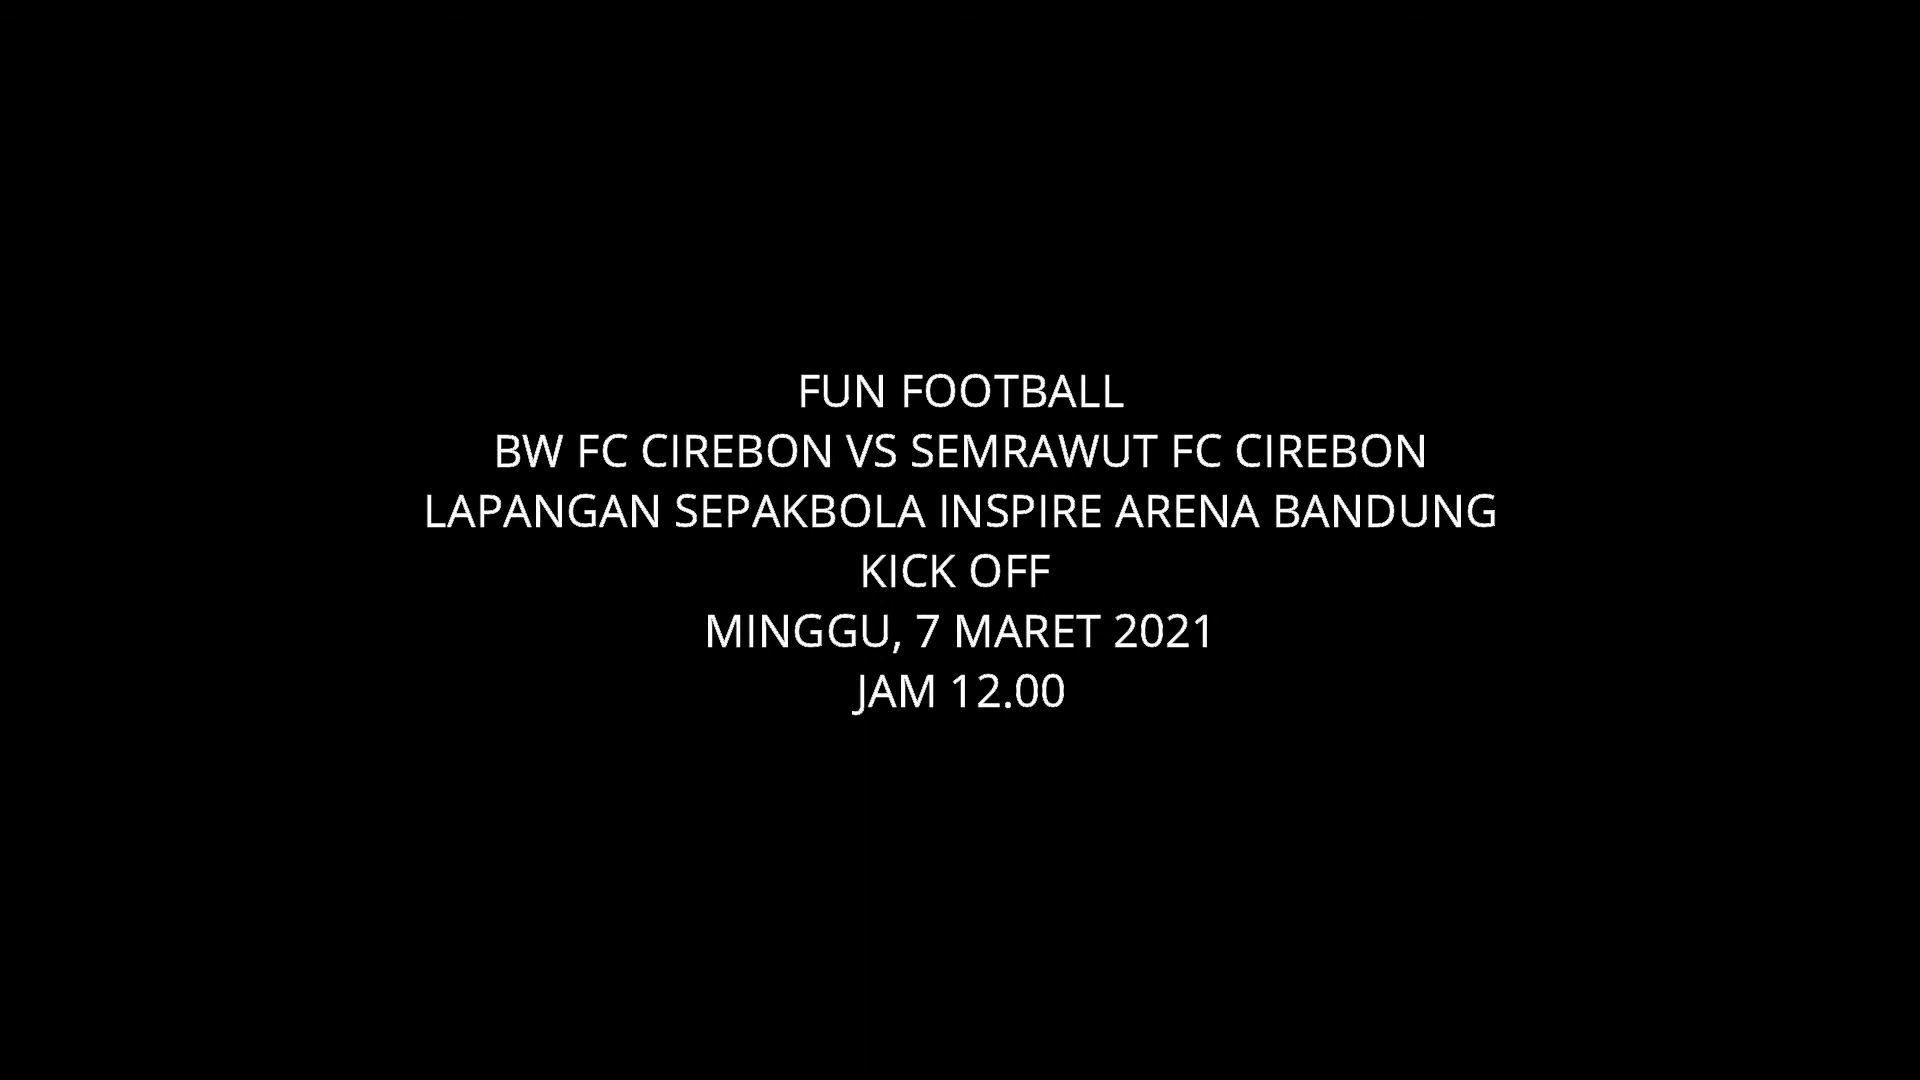 FUN FOOTBALL
BW FC CIREBON VS SEMRAWUT FC CIREBON
LAPANGAN SEPAKBOLA INSPIRE ARENA BANDUNG
KICK OFF
MINGGU, 7 MARET 2021
JAM 12.00